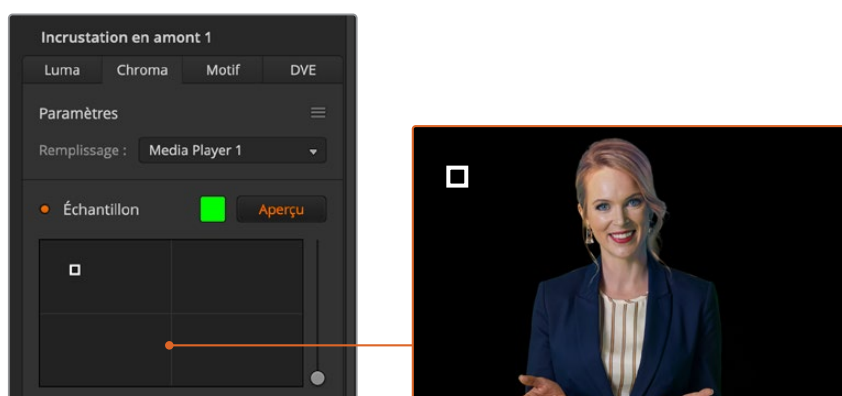 Incrustation en amont 1
Luma Chroma Motif DVE
Paramètres
Remplissage : Media Player 1
Échantillon Aperçu